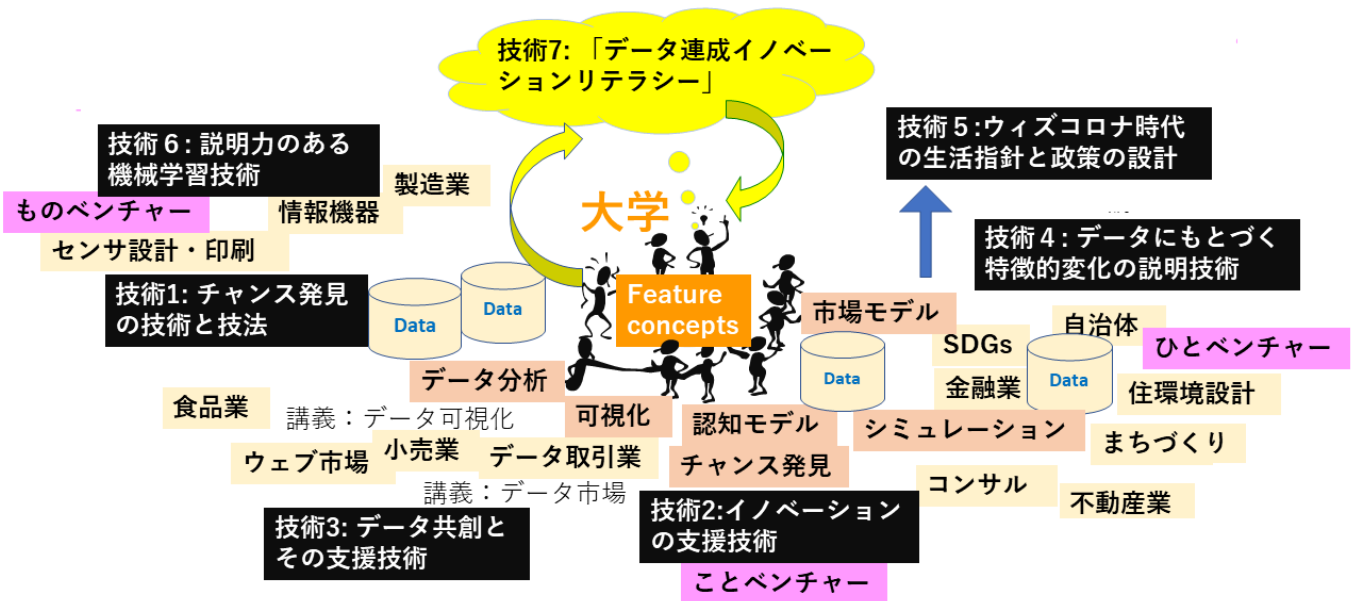 技術7: 「データ連成イノベー
ションリテラシー」
技術６: 説明力のある
機械学習技術
製造業
ものベンチャー
情報機器
センサ設計・印刷
技術1: チャンス発見
の技術と技法
大学
Data
Data
Feature
concepts
技術５:ウィズコロナ時代
の生活指針と政策の設計
技術４: データにもとづく
特徴的変化の説明技術
市場モデル
自治体
SDGs
ひとベンチャー
Data
金融業
Data
住環境設計
データ分析
食品業
講義：データ可視化
可視化
認知モデル
シミュレーション
まちづくり
ウェブ市場
小売業
データ取引業
チャンス発見
講義：データ市場
コンサル
不動産業
技術3: データ共創と
その支援技術
技術2:イノベーション
の支援技術
ことベンチャー